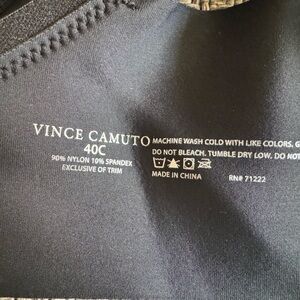 VINCE CAMUTO
40C
90% NYLON 10% SPANDEX
EXCLUSIVE OF TRIM
MACHINE WASH COLD WITH LIKE COLORS. G
DO NOT BLEACH. TUMBLE DRY LOW, DO NOT
MADE IN CHINA RN# 71222